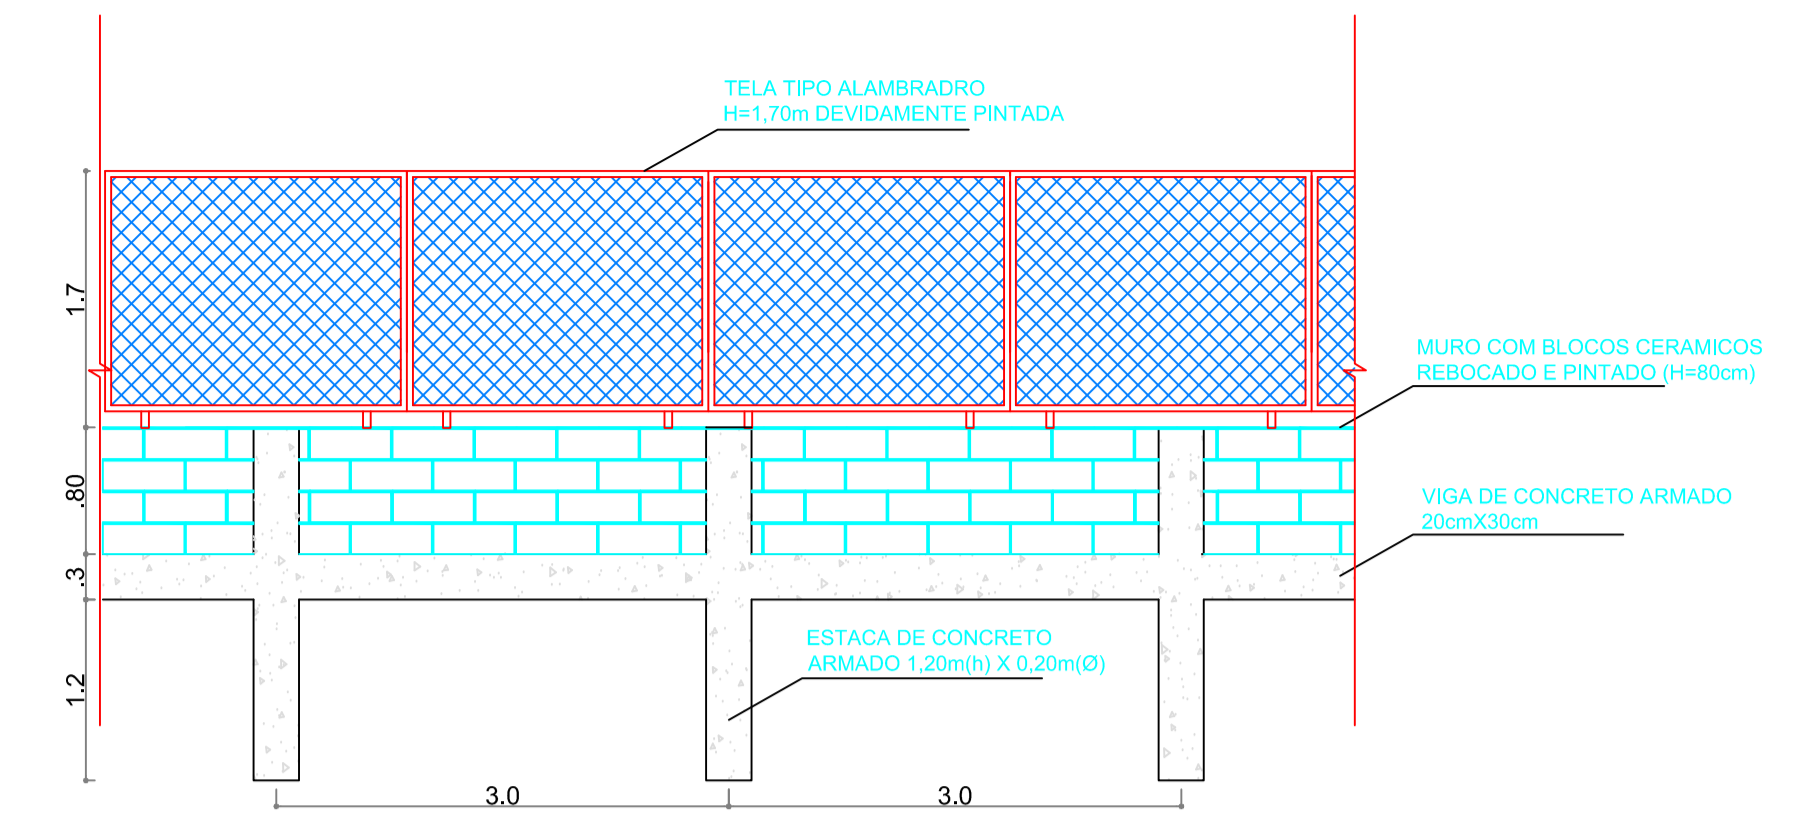 TELA TIPO ALAMBRADRO
H=1,70m DEVIDAMENTE PINTADA
1.7
MURO COM BLOCOS CERAMICOS
REBOCADO E PINTADO (H=80cm)
.80
VIGA DE CONCRETO ARMADO
20cmX30cm
.3
ESTACA DE CONCRETO
ARMADO 1,20m(h) X 0,20m(Ø)
1.2
3.0
3.0